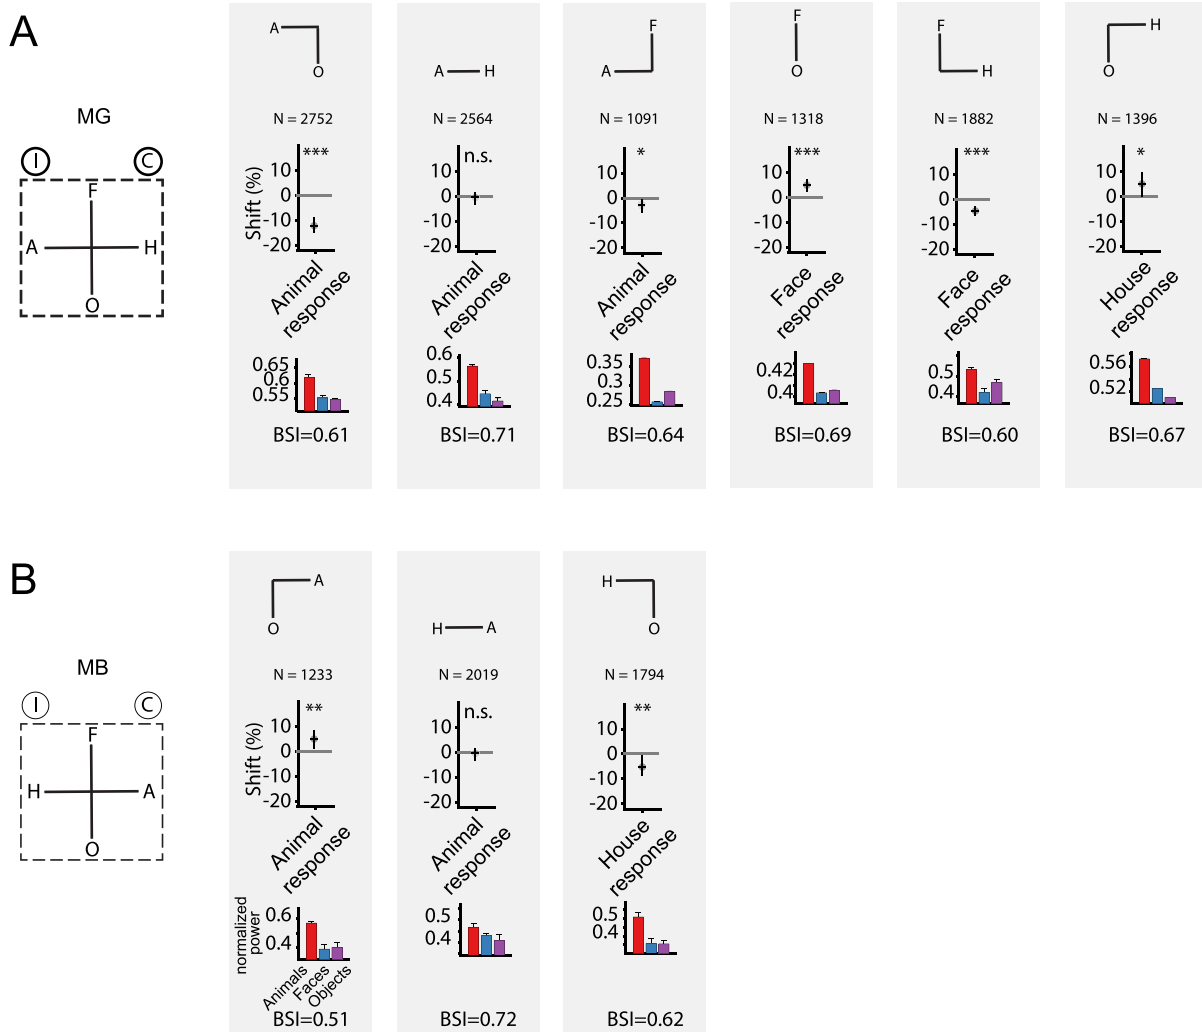 A
MG
I C
F
A H
O
A
O
N = 2752
***
Shift (%)
10
0
-10
-20
Animal
response
0.65
0.6
0.55
BSI=0.61
A H
N = 2564
n.s.
10
0
-10
-20
Animal
response
0.6
0.5
0.4
BSI=0.71
F
A
N = 1091
*
10
0
-10
-20
Animal
response
0.35
0.3
0.25
BSI=0.64
F
O
N = 1318
***
10
0
-10
-20
Face
response
0.42
0.4
BSI=0.69
F
H
N = 1882
***
10
0
-10
-20
Face
response
0.5
0.4
BSI=0.60
H
O
N = 1396
*
10
0
-10
-20
House
response
0.56
0.52
BSI=0.67
B
MB
I C
F
H A
O
A
O
N = 1233
**
Shift (%)
10
0
-10
-20
Animal
response
normalized
power
0.6
0.4
Animals
Faces
Objects
BSI=0.51
H A
N = 2019
n.s.
10
0
-10
-20
Animal
response
0.5
0.4
BSI=0.72
H
O
N = 1794
**
10
0
-10
-20
House
response
0.5
0.4
BSI=0.62